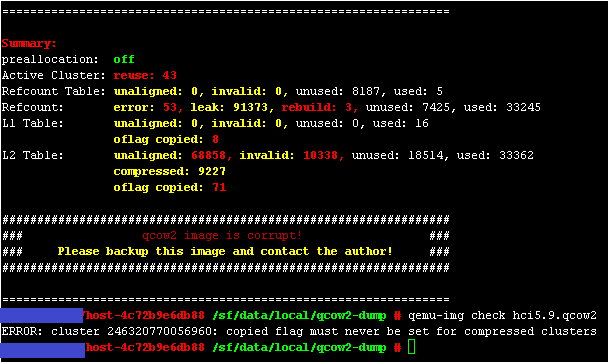 ================================================================
Summary:
preallocation: off
Active Cluster: reuse: 43
Refcount Table: unaligned: 0, invalid: 0, unused: 8187, used: 5
Refcount: error: 53, leak: 91373, rebuild: 3, unused: 7425, used: 33245
L1 Table: unaligned: 0, invalid: 0, unused: 0, used: 16
oflag copied: 8
L2 Table: unaligned: 68858, invalid: 10338, unused: 18514, used: 33362
compressed: 9227
oflag copied: 71
################################################################
### qcow2 image is corrupt! ###
### Please backup this image and contact the author! ###
################################################################
================================================================
/host-4c72b9e6db88 /sf/data/local/qcow2-dump # qemu-img check hci5.9.qcow2
ERROR: cluster 246320770056960: copied flag must never be set for compressed clusters
/host-4c72b9e6db88 /sf/data/local/qcow2-dump #